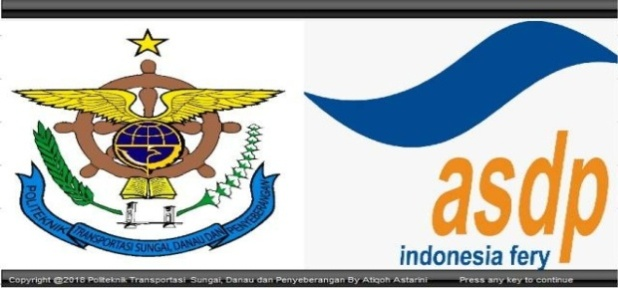 POLITEKNIK TRANSPORTASI SUNGAI, DANAU DAN PENYEBERANGAN
asdp
indonesia fery
Copyright @2018 Politeknik Transportasi Sungai, Danau dan Penyeberangan By Atiqoh Astarini Press any key to continue